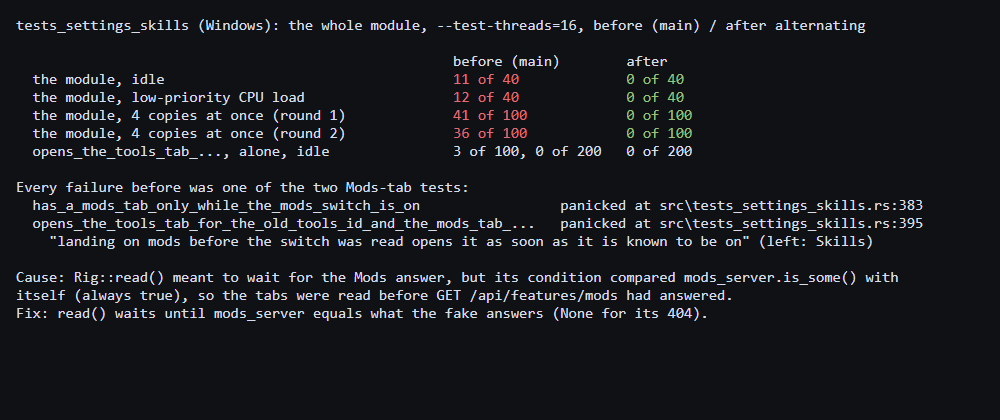 tests_settings_skills (Windows): the whole module, --test-threads=16, before (main) / after alternating
before (main) after
the module, idle 11 of 40 0 of 40
the module, low-priority CPU load 12 of 40 0 of 40
the module, 4 copies at once (round 1) 41 of 100 0 of 100
the module, 4 copies at once (round 2) 36 of 100 0 of 100
opens_the_tools_tab_..., alone, idle 3 of 100, 0 of 200 0 of 200
Every failure before was one of the two Mods-tab tests:
has_a_mods_tab_only_while_the_mods_switch_is_on panicked at src\tests_settings_skills.rs:383
opens_the_tools_tab_for_the_old_tools_id_and_the_mods_tab_... panicked at src\tests_settings_skills.rs:395
"landing on mods before the switch was read opens it as soon as it is known to be on" (left: Skills)
Cause: Rig::read() meant to wait for the Mods answer, but its condition compared mods_server.is_some() with
itself (always true), so the tabs were read before GET /api/features/mods had answered.
Fix: read() waits until mods_server equals what the fake answers (None for its 404).